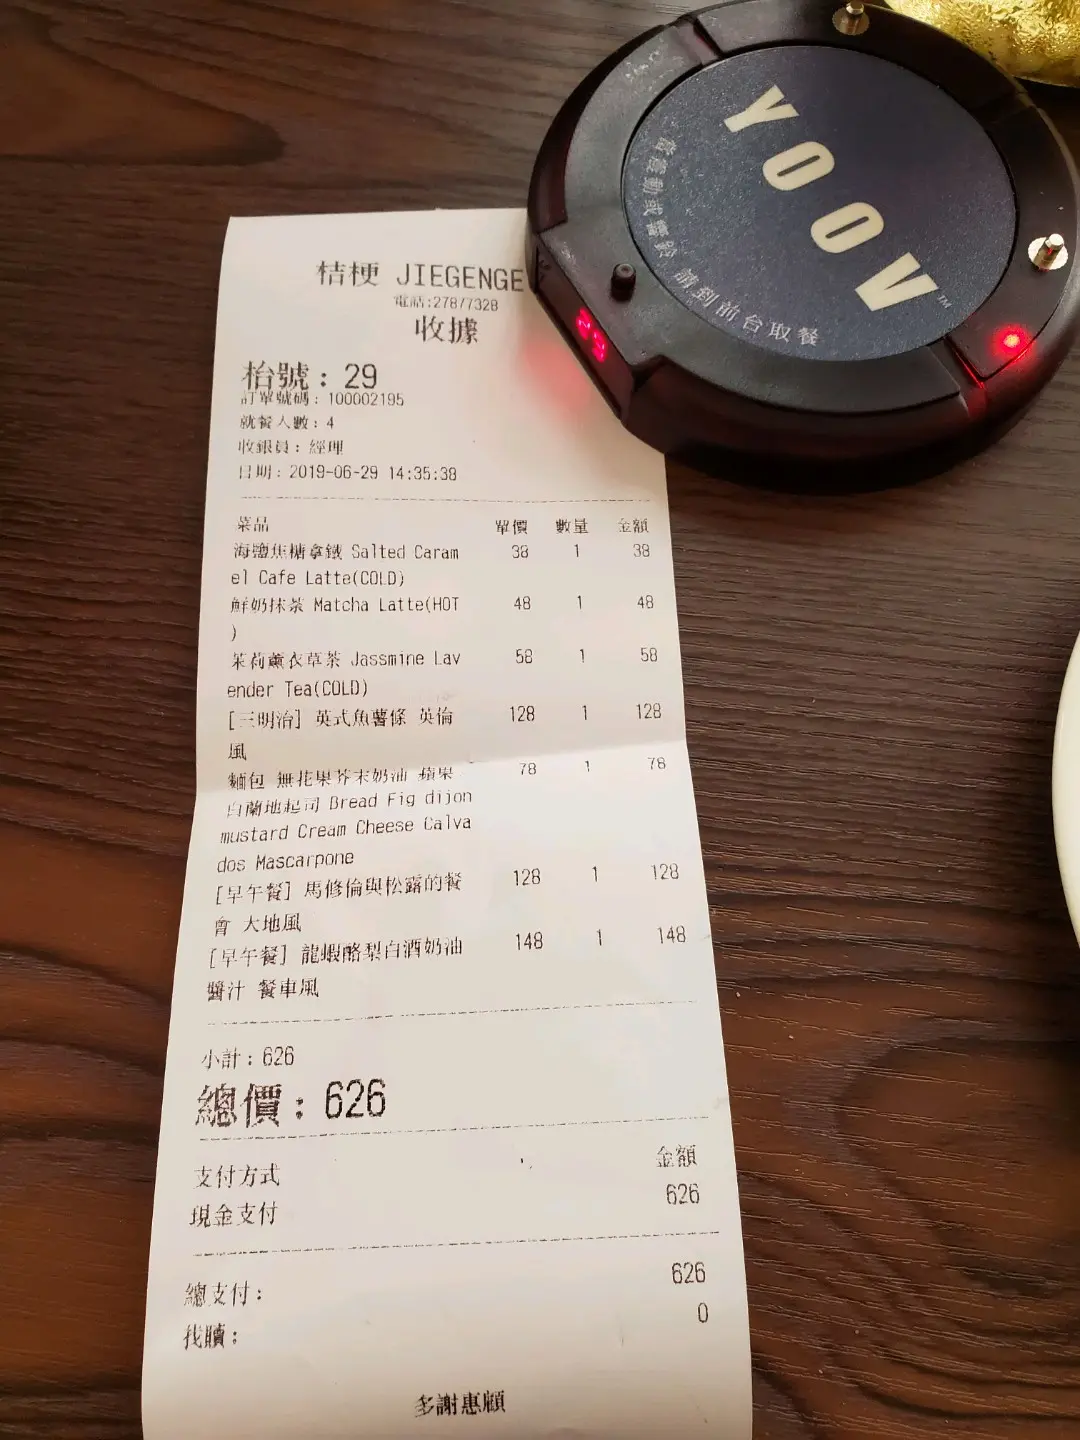 桔梗 JIEGENGE
電話:27877328
收據
枱號: 29
訂單號碼: 100002195
就餐人數: 4
收銀員: 經理
日期: 2019-06-29 14:35:38
菜品 單價 數量 金額
海鹽焦糖拿鐵 Salted Caram 38 1 38
el Cafe Latte(COLD)
鮮奶抹茶 Matcha Latte(HOT 48 1 48
)
茉莉薰衣草茶 Jassmine Lav 58 1 58
ender Tea(COLD)
[三明治] 英式魚薯條 英倫 128 1 128
風
麵包 無花果芥末奶油 蘋果 78 1 78
白蘭地起司 Bread Fig dijon
mustard Cream Cheese Calva
dos Mascarpone
[早午餐] 馬修倫與松露的餐 128 1 128
會 大地風
[早午餐] 龍蝦酪梨白酒奶油 148 1 148
醬汁 餐車風
小計: 626
總價: 626
支付方式 金額
現金支付 626
總支付: 626
找贖: 0
多謝惠顧
YOOV™
請到前台取餐
29